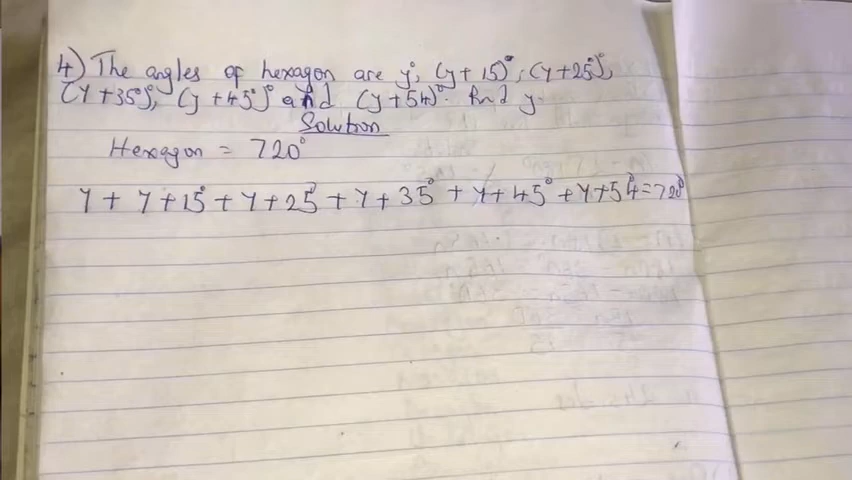 4) The angles of hexagon are y°, (y+15)°, (y+25°)°,
(y+35°)°, (y+45°)° and (y+54)°. find y.
Solution
Hexagon = 720°
y + y+15° + y+25° + y+35° + y+45° + y+54° = 720°